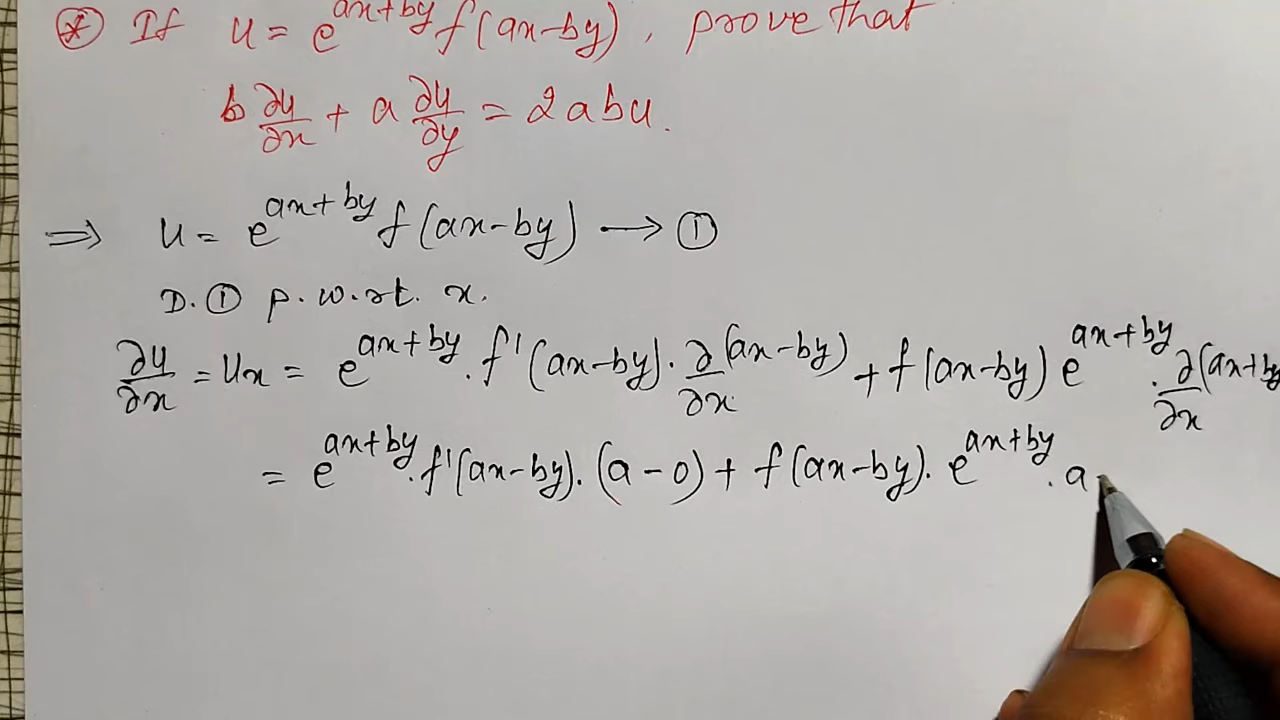 ⊛ If u = e^{ax+by} f(ax-by), prove that
b ∂u/∂x + a ∂u/∂y = 2abu.
⇒ u = e^{ax+by} f(ax-by) → ①
D. ① p. w. r. t. x.
∂u/∂x = ux = e^{ax+by} . f'(ax-by) . ∂/∂x (ax-by) + f(ax-by) e^{ax+by} . ∂/∂x (ax+by
= e^{ax+by} . f'(ax-by) . (a-0) + f(ax-by) . e^{ax+by} . a